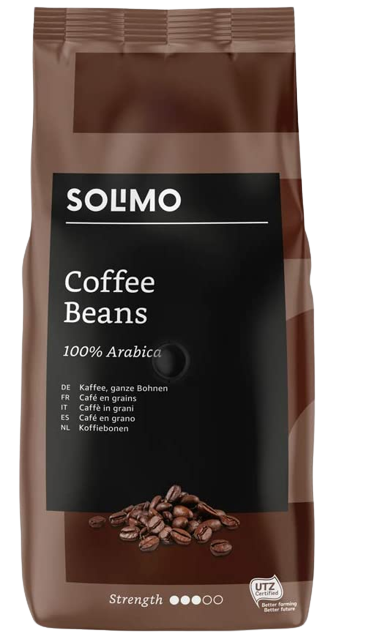 SOLIMO
Coffee
Beans
100% Arabica
DE Kaffee, ganze Bohnen
FR Café en grains
IT Caffè in grani
ES Café en grano
NL Koffiebonen
Strength
UTZ
Certified
Better farming
Better future